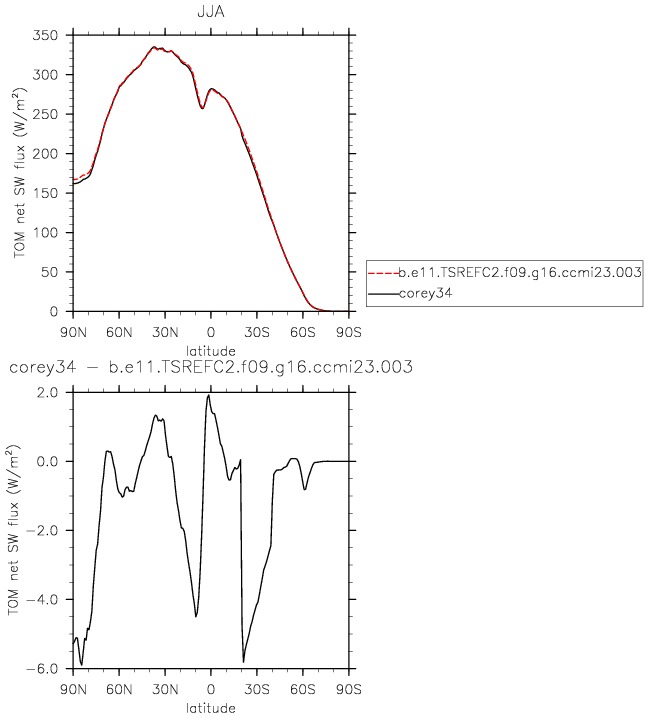 JJA
TOM net SW flux (W/m²)
350
300
250
200
150
100
50
0
90N 60N 30N 0 30S 60S 90S
latitude
b.e11.TSREFC2.f09.g16.ccmi23.003
corey34
corey34 − b.e11.TSREFC2.f09.g16.ccmi23.003
TOM net SW flux (W/m²)
2.0
0.0
−2.0
−4.0
−6.0
90N 60N 30N 0 30S 60S 90S
latitude